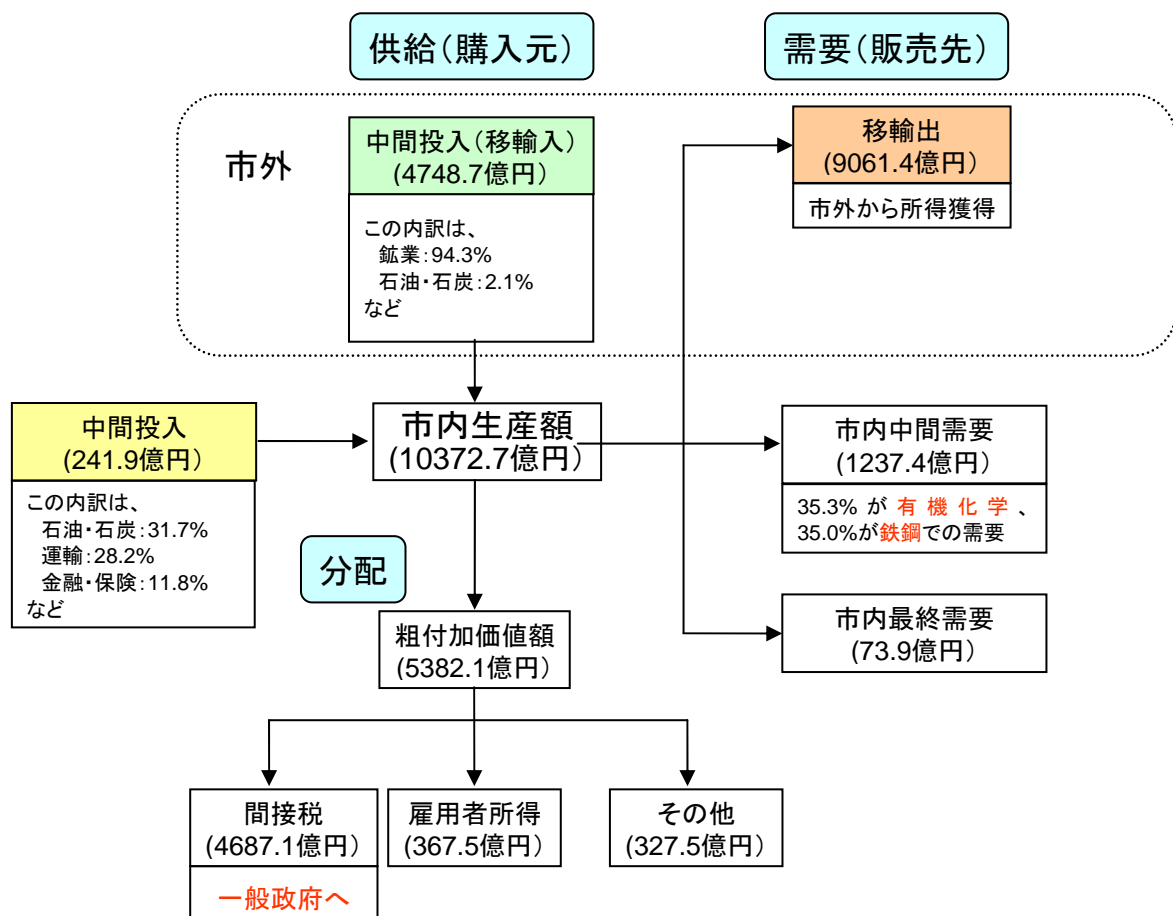 供給(購入元)
需要(販売先)
市外
中間投入(移輸入)
(4748.7億円)
この内訳は、
鉱業:94.3%
石油・石炭:2.1%
など
移輸出
(9061.4億円)
市外から所得獲得
中間投入
(241.9億円)
この内訳は、
石油・石炭:31.7%
運輸:28.2%
金融・保険:11.8%
など
市内生産額
(10372.7億円)
市内中間需要
(1237.4億円)
35.3% が 有 機 化 学 、
35.0%が鉄鋼での需要
分配
粗付加価値額
(5382.1億円)
市内最終需要
(73.9億円)
間接税
(4687.1億円)
一般政府へ
雇用者所得
(367.5億円)
その他
(327.5億円)